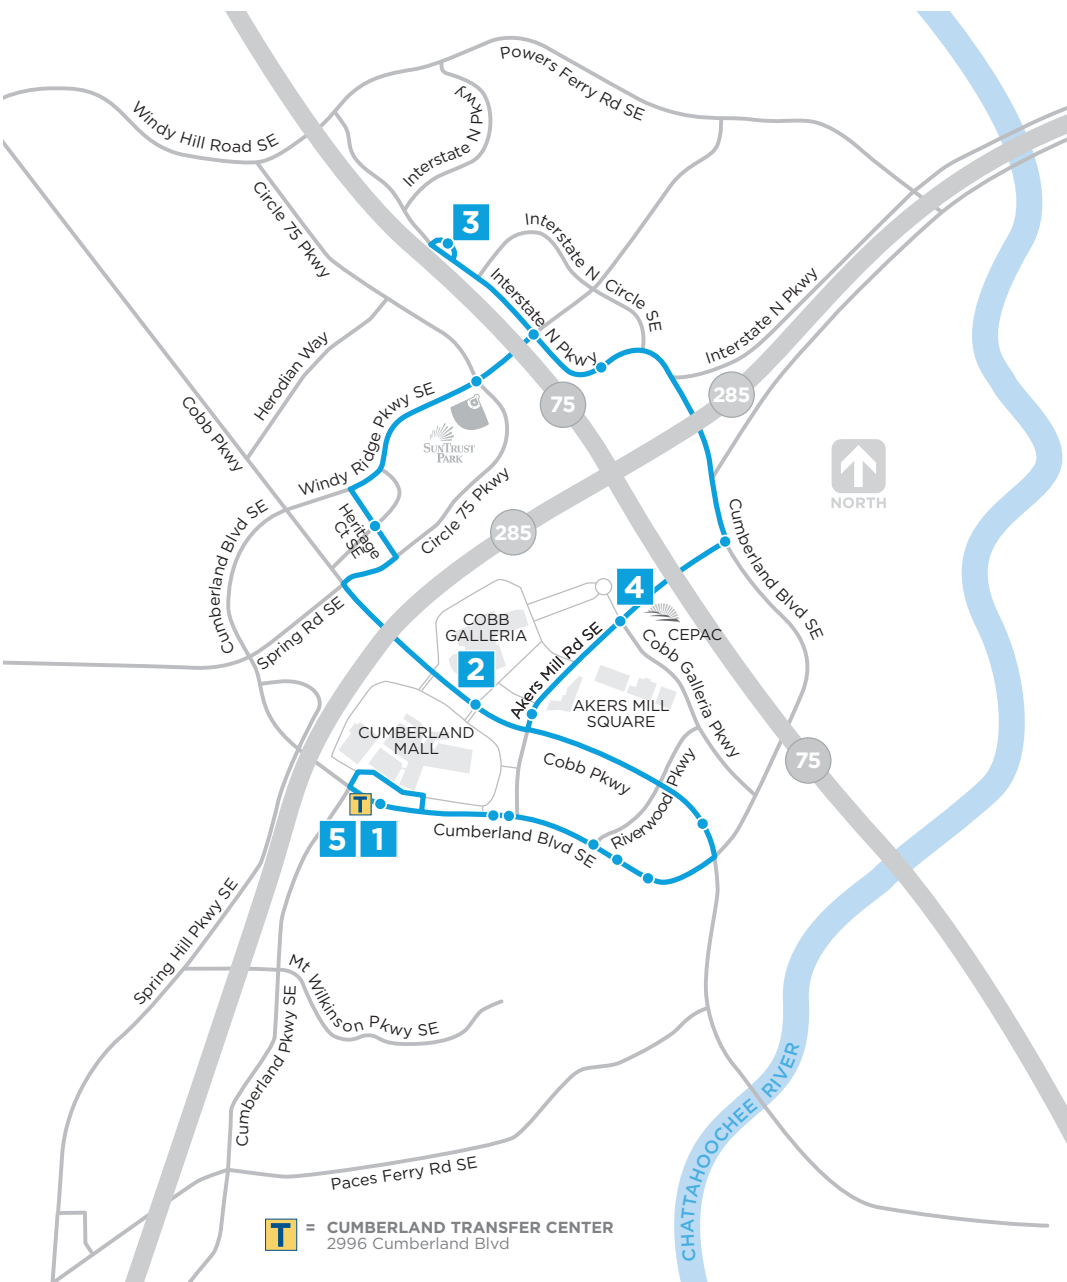 Powers Ferry Rd SE
Interstate N Pkwy
Windy Hill Road SE
Circle 75 Pkwy
3
Interstate N Circle SE
Interstate N Pkwy
Interstate N Pkwy
Herodian Way
Cobb Pkwy
Windy Ridge Pkwy SE
SUNTRUST
PARK
75
285
NORTH
Cumberland Blvd SE
Heritage
Ct SE
Circle 75 Pkwy
285
Cumberland Blvd SE
Spring Rd SE
COBB
GALLERIA
2
4
CEPAC
Akers Mill Rd SE
Cobb Galleria Pkwy
AKERS MILL
SQUARE
CUMBERLAND
MALL
Cobb Pkwy
Riverwood Pkwy
75
T
5 1
Cumberland Blvd SE
Spring Hill Pkwy SE
Mt Wilkinson Pkwy SE
Cumberland Pkwy SE
Paces Ferry Rd SE
CHATTAHOOCHEE RIVER
T = CUMBERLAND TRANSFER CENTER
2996 Cumberland Blvd